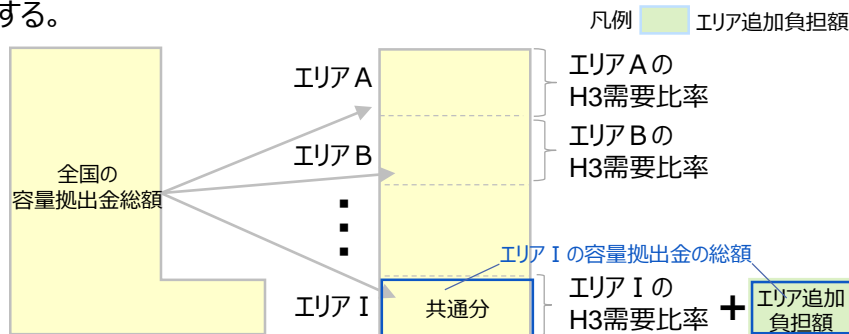 する。
凡例 エリア追加負担額
エリアA
エリアAの
H3需要比率
エリアB
エリアBの
H3需要比率
全国の
容量拠出金総額
エリアIの容量拠出金の総額
エリアI
共通分
エリアIの
H3需要比率
+
エリア追加
負担額